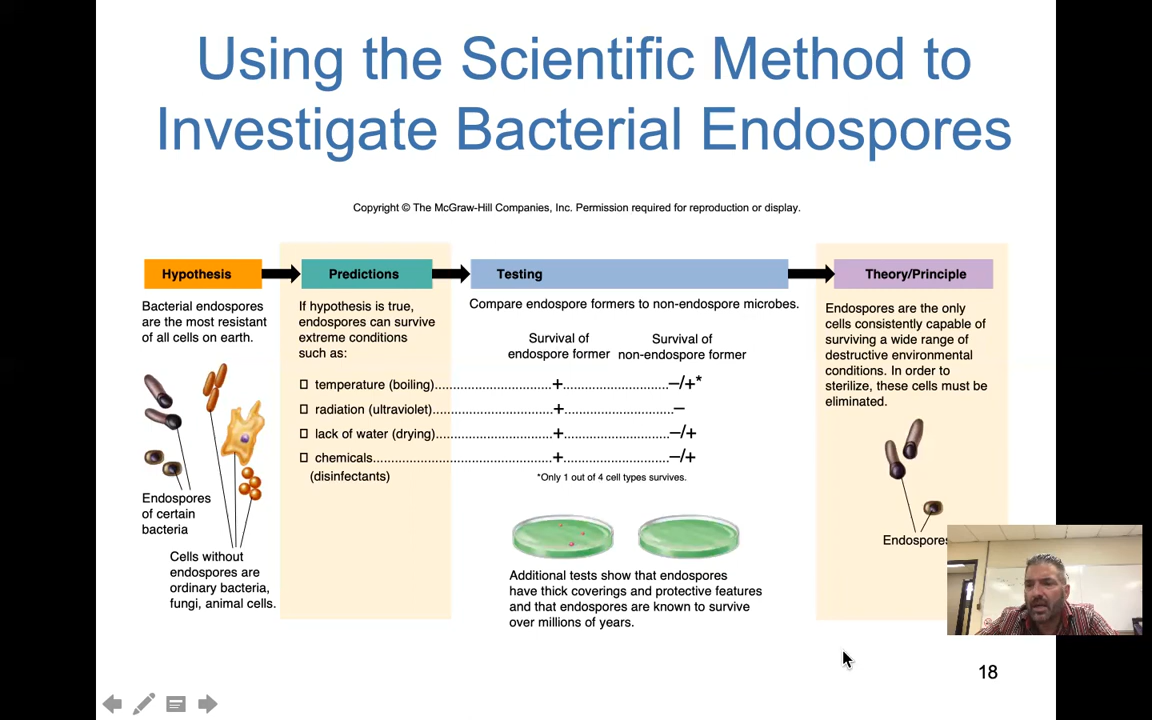 Using the Scientific Method to
Investigate Bacterial Endospores
Copyright © The McGraw-Hill Companies, Inc. Permission required for reproduction or display.
Hypothesis
Bacterial endospores
are the most resistant
of all cells on earth.
Endospores
of certain
bacteria
Cells without
endospores are
ordinary bacteria,
fungi, animal cells.
Predictions
If hypothesis is true,
endospores can survive
extreme conditions
such as:
Testing
Compare endospore formers to non-endospore microbes.
Survival of
endospore former
Survival of
non-endospore former
temperature (boiling) + –/+*
radiation (ultraviolet) + –
lack of water (drying) + –/+
chemicals + –/+
(disinfectants)
*Only 1 out of 4 cell types survives.
Additional tests show that endospores
have thick coverings and protective features
and that endospores are known to survive
over millions of years.
Theory/Principle
Endospores are the only
cells consistently capable of
surviving a wide range of
destructive environmental
conditions. In order to
sterilize, these cells must be
eliminated.
Endospores
18